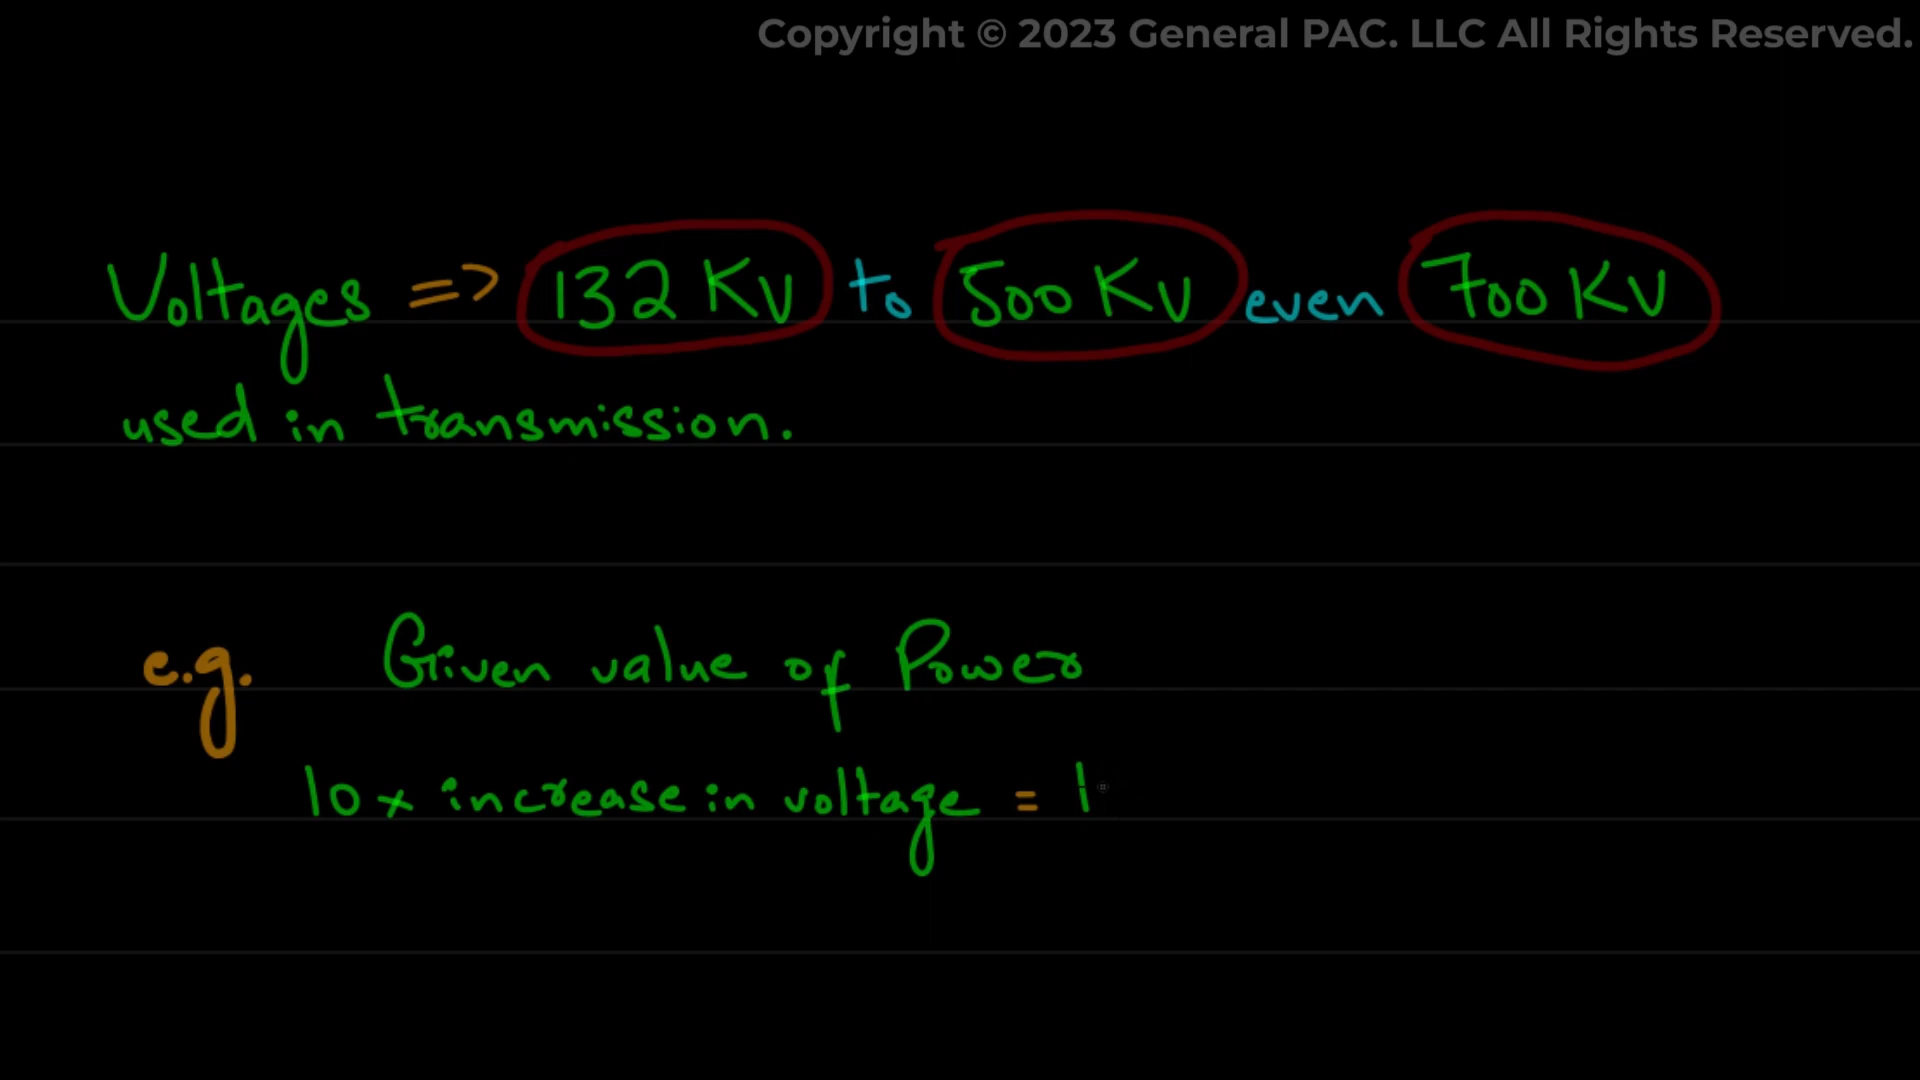 Copyright © 2023 General PAC. LLC All Rights Reserved.
Voltages => 132 KV to 500 KV even 700 KV
used in transmission.
e.g. Given value of Power
10x increase in voltage = 1